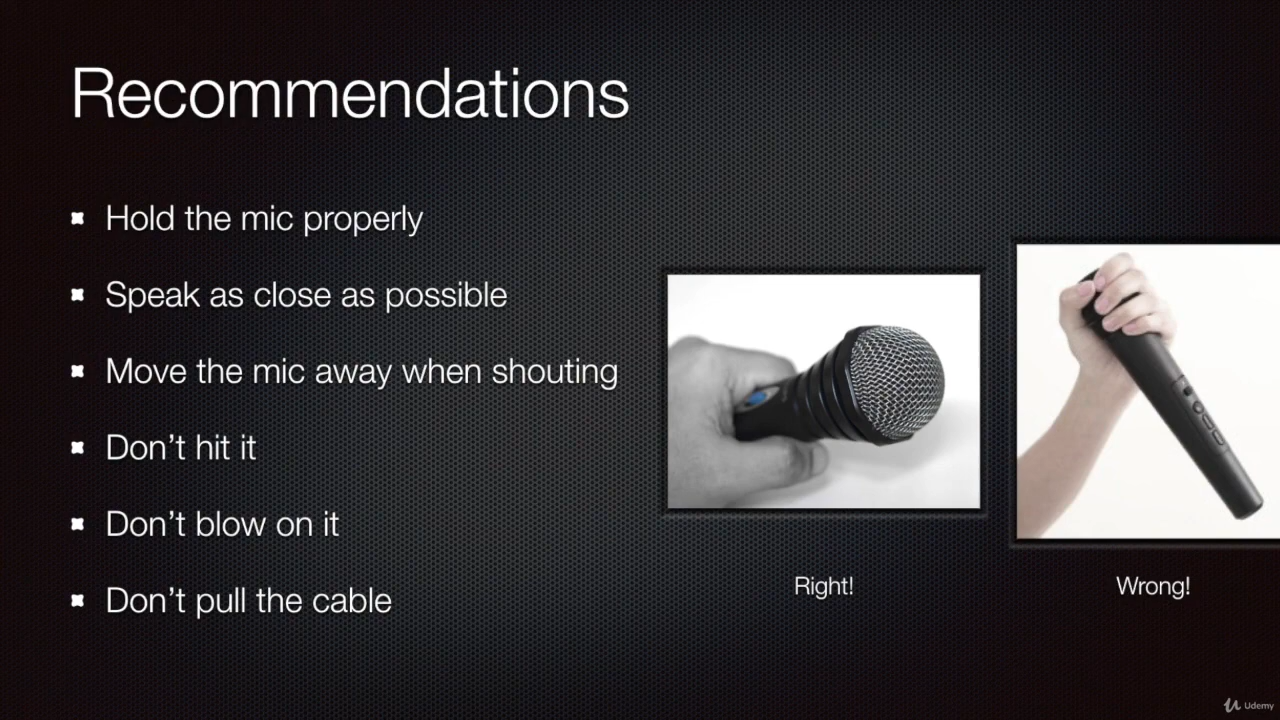 Recommendations
Hold the mic properly
Speak as close as possible
Move the mic away when shouting
Don’t hit it
Don’t blow on it
Don’t pull the cable
Right!
Wrong!
Udemy